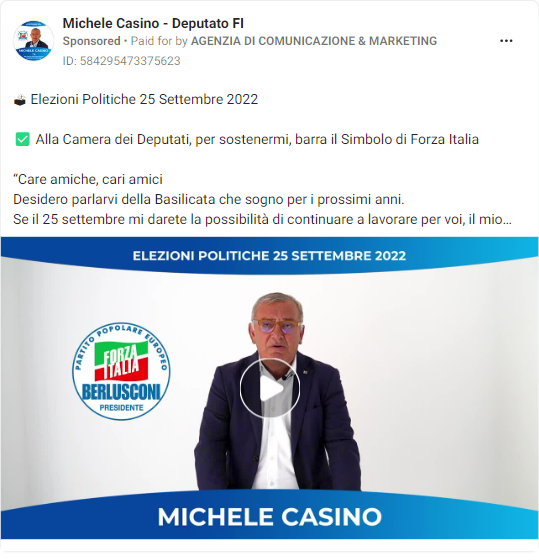 Michele Casino - Deputato FI
Sponsored • Paid for by AGENZIA DI COMUNICAZIONE & MARKETING
ID: 584295473375623
🗳️ Elezioni Politiche 25 Settembre 2022
✅ Alla Camera dei Deputati, per sostenermi, barra il Simbolo di Forza Italia
“Care amiche, cari amici
Desidero parlarvi della Basilicata che sogno per i prossimi anni.
Se il 25 settembre mi darete la possibilità di continuare a lavorare per voi, il mio...
ELEZIONI POLITICHE 25 SETTEMBRE 2022
PARTITO POPOLARE EUROPEO
FORZA
ITALIA
BERLUSCONI
PRESIDENTE
MICHELE CASINO